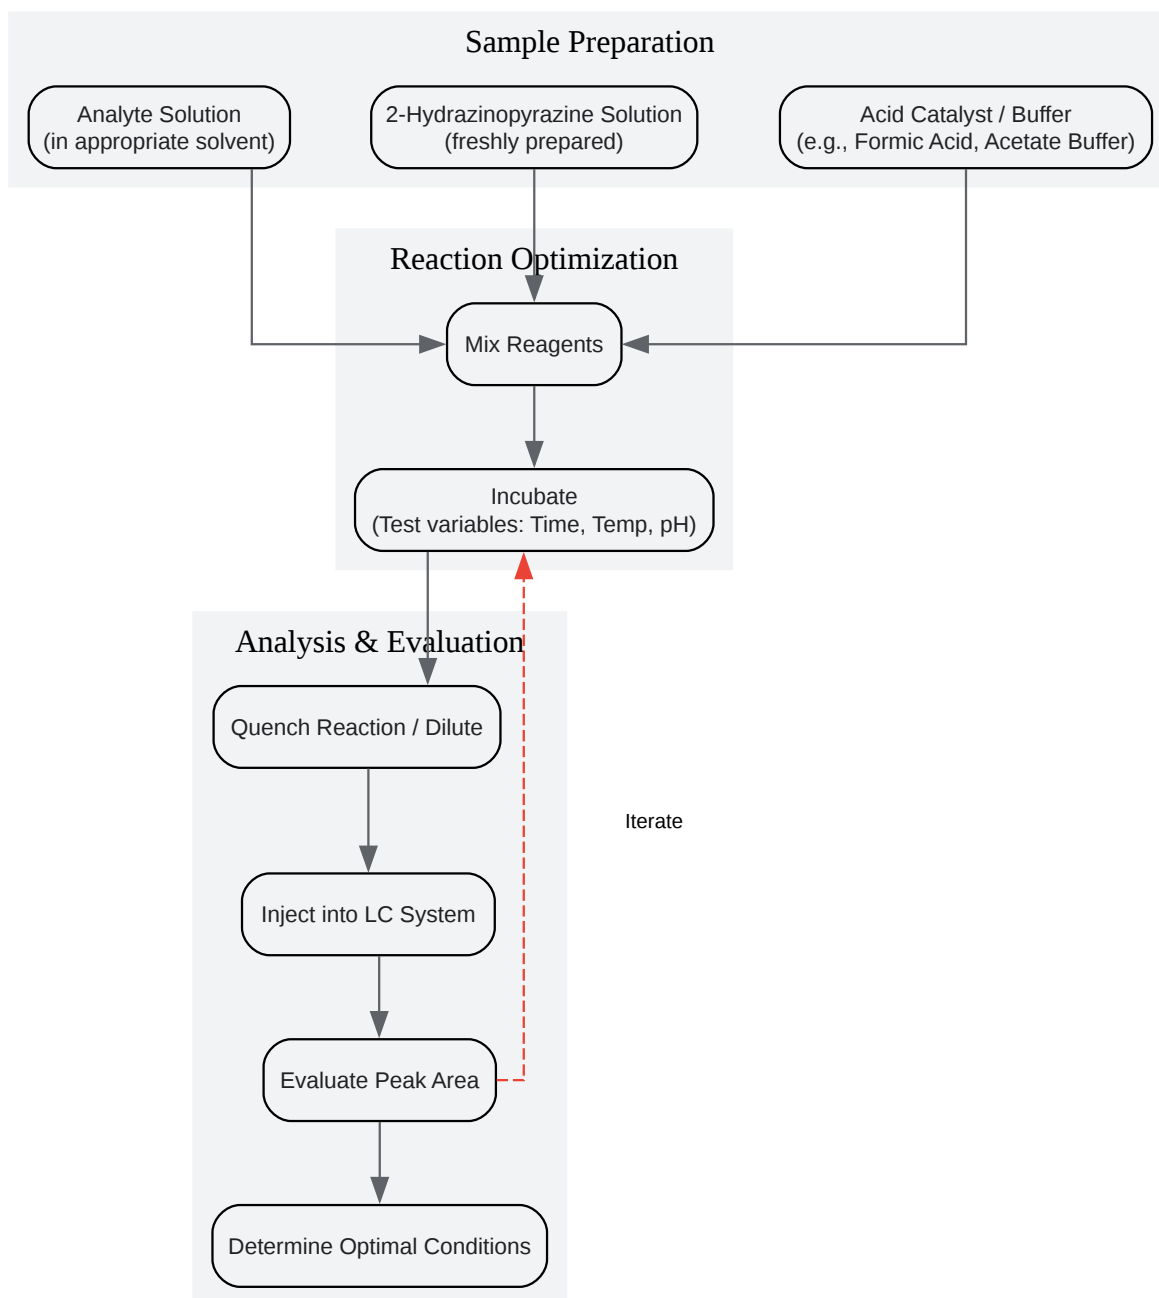 Sample Preparation
Analyte Solution
(in appropriate solvent)
2-Hydrazinopyrazine Solution
(freshly prepared)
Acid Catalyst / Buffer
(e.g., Formic Acid, Acetate Buffer)
Reaction Optimization
Mix Reagents
Incubate
(Test variables: Time, Temp, pH)
Analysis & Evaluation
Quench Reaction / Dilute
Iterate
Inject into LC System
Evaluate Peak Area
Determine Optimal Conditions